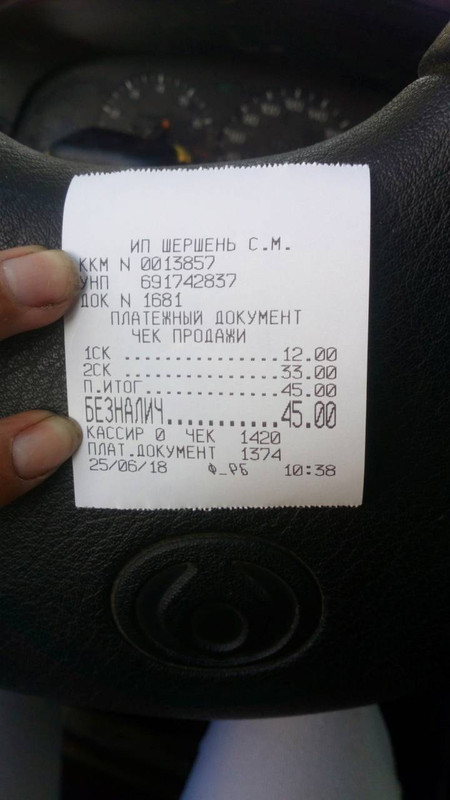 ИП ШЕРШЕНЬ С.М.
ККМ N 0013857
УНП 691742837
ДОК N 1681
ПЛАТЕЖНЫЙ ДОКУМЕНТ
ЧЕК ПРОДАЖИ
1СК ...............12.00
2СК ...............33.00
П.ИТОГ.............45.00
БЕЗНАЛИЧ...........45.00
КАССИР 0 ЧЕК 1420
ПЛАТ.ДОКУМЕНТ 1374
25/06/18 Ф_РБ 10:38